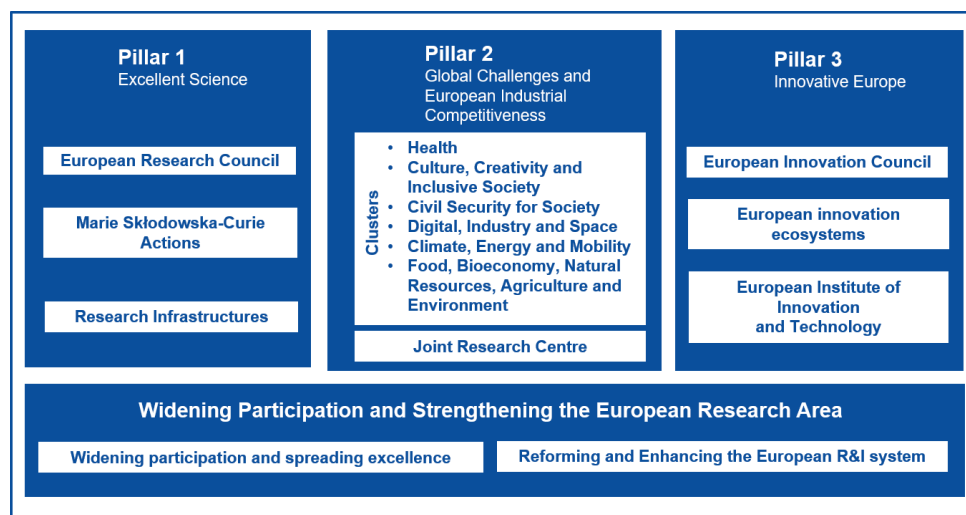 Pillar 1
Excellent Science
European Research Council
Marie Skłodowska-Curie
Actions
Research Infrastructures
Pillar 2
Global Challenges and
European Industrial
Competitiveness
Clusters
• Health
• Culture, Creativity and
Inclusive Society
• Civil Security for Society
• Digital, Industry and Space
• Climate, Energy and Mobility
• Food, Bioeconomy, Natural
Resources, Agriculture and
Environment
Joint Research Centre
Pillar 3
Innovative Europe
European Innovation Council
European innovation
ecosystems
European Institute of
Innovation
and Technology
Widening Participation and Strengthening the European Research Area
Widening participation and spreading excellence
Reforming and Enhancing the European R&I system